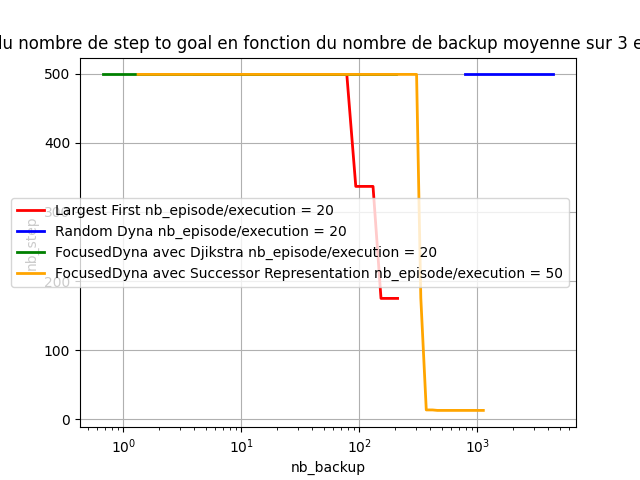 du nombre de step to goal en fonction du nombre de backup moyenne sur 3 e
500
400
300
200
100
0
nb_step
Largest First nb_episode/execution = 20
Random Dyna nb_episode/execution = 20
FocusedDyna avec Djikstra nb_episode/execution = 20
FocusedDyna avec Successor Representation nb_episode/execution = 50
10⁰
10¹
10²
10³
nb_backup